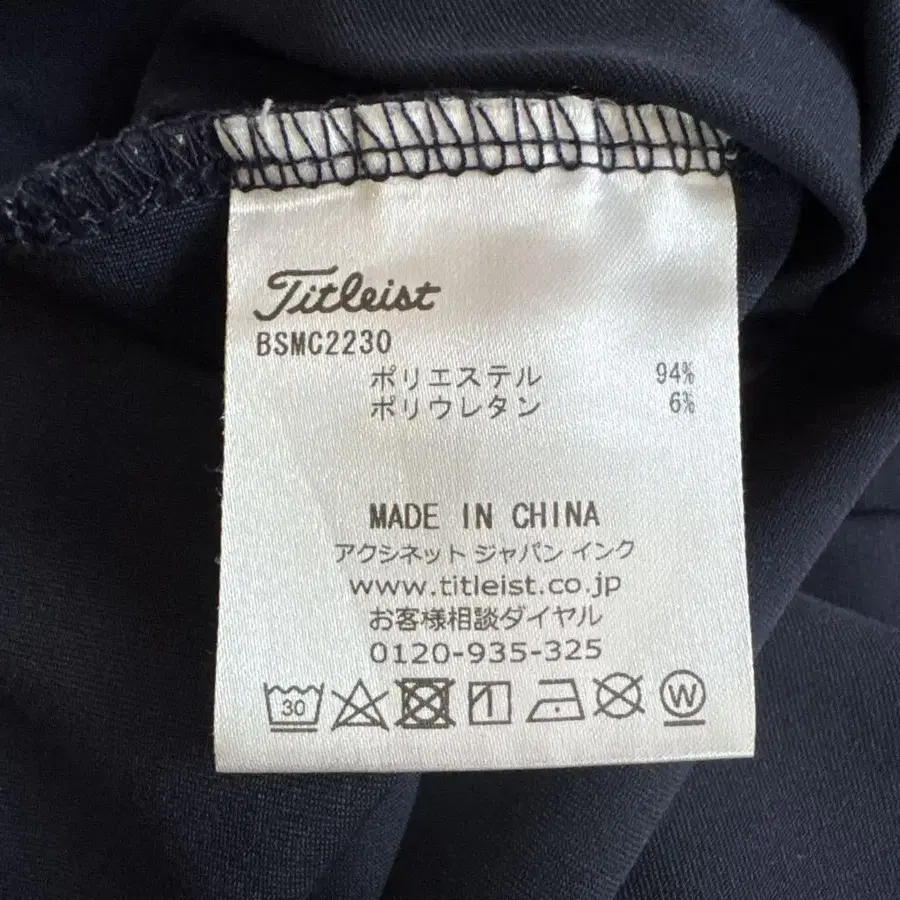 Titleist
BSMC2230
ポリエステル 94%
ポリウレタン 6%
MADE IN CHINA
アクシネット ジャパン インク
www.titleist.co.jp
お客様相談ダイヤル
0120-935-325
30 W